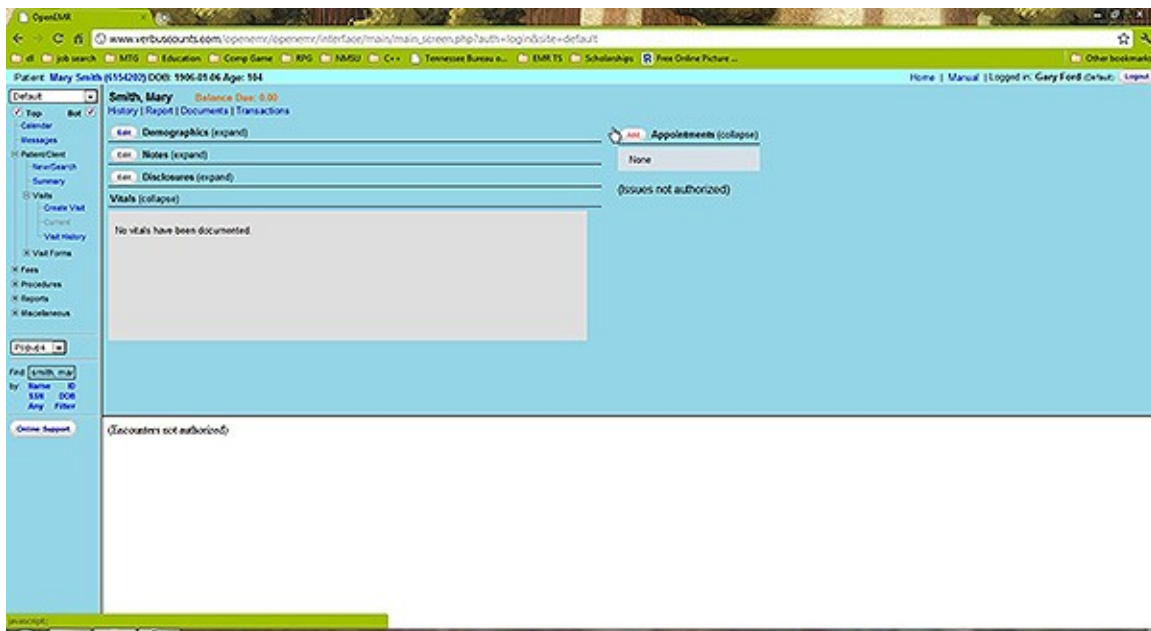 OpenEMR
www.verbuscounts.com/openemr/openemr/interface/main/main_screen.php?auth=login&site=default
dl job search MTG Education Comp Game RPG NMSU C++ Tennessee Bureau o... EMR TS Scholarships Free Online Picture ... Other bookmarks
Patient: Mary Smith (6154202) DOB: 1906-05-06 Age: 104 Home | Manual | Logged in: Gary Ford (Default) Logout
Default
Top Bot
Calendar
Messages
Patient/Client
New/Search
Summary
Visits
Create Visit
Current
Visit History
Visit Forms
Fees
Procedures
Reports
Miscellaneous
Popups
Find: smith, mar
by: Name ID
SSN DOB
Any Filter
Online Support
Smith, Mary Balance Due: 0.00
History | Report | Documents | Transactions
Edit Demographics (expand)
Edit Notes (expand)
Edit Disclosures (expand)
Vitals (collapse)
No vitals have been documented.
Add Appointments (collapse)
None
(Issues not authorized)
(Encounters not authorized)
javascript:;